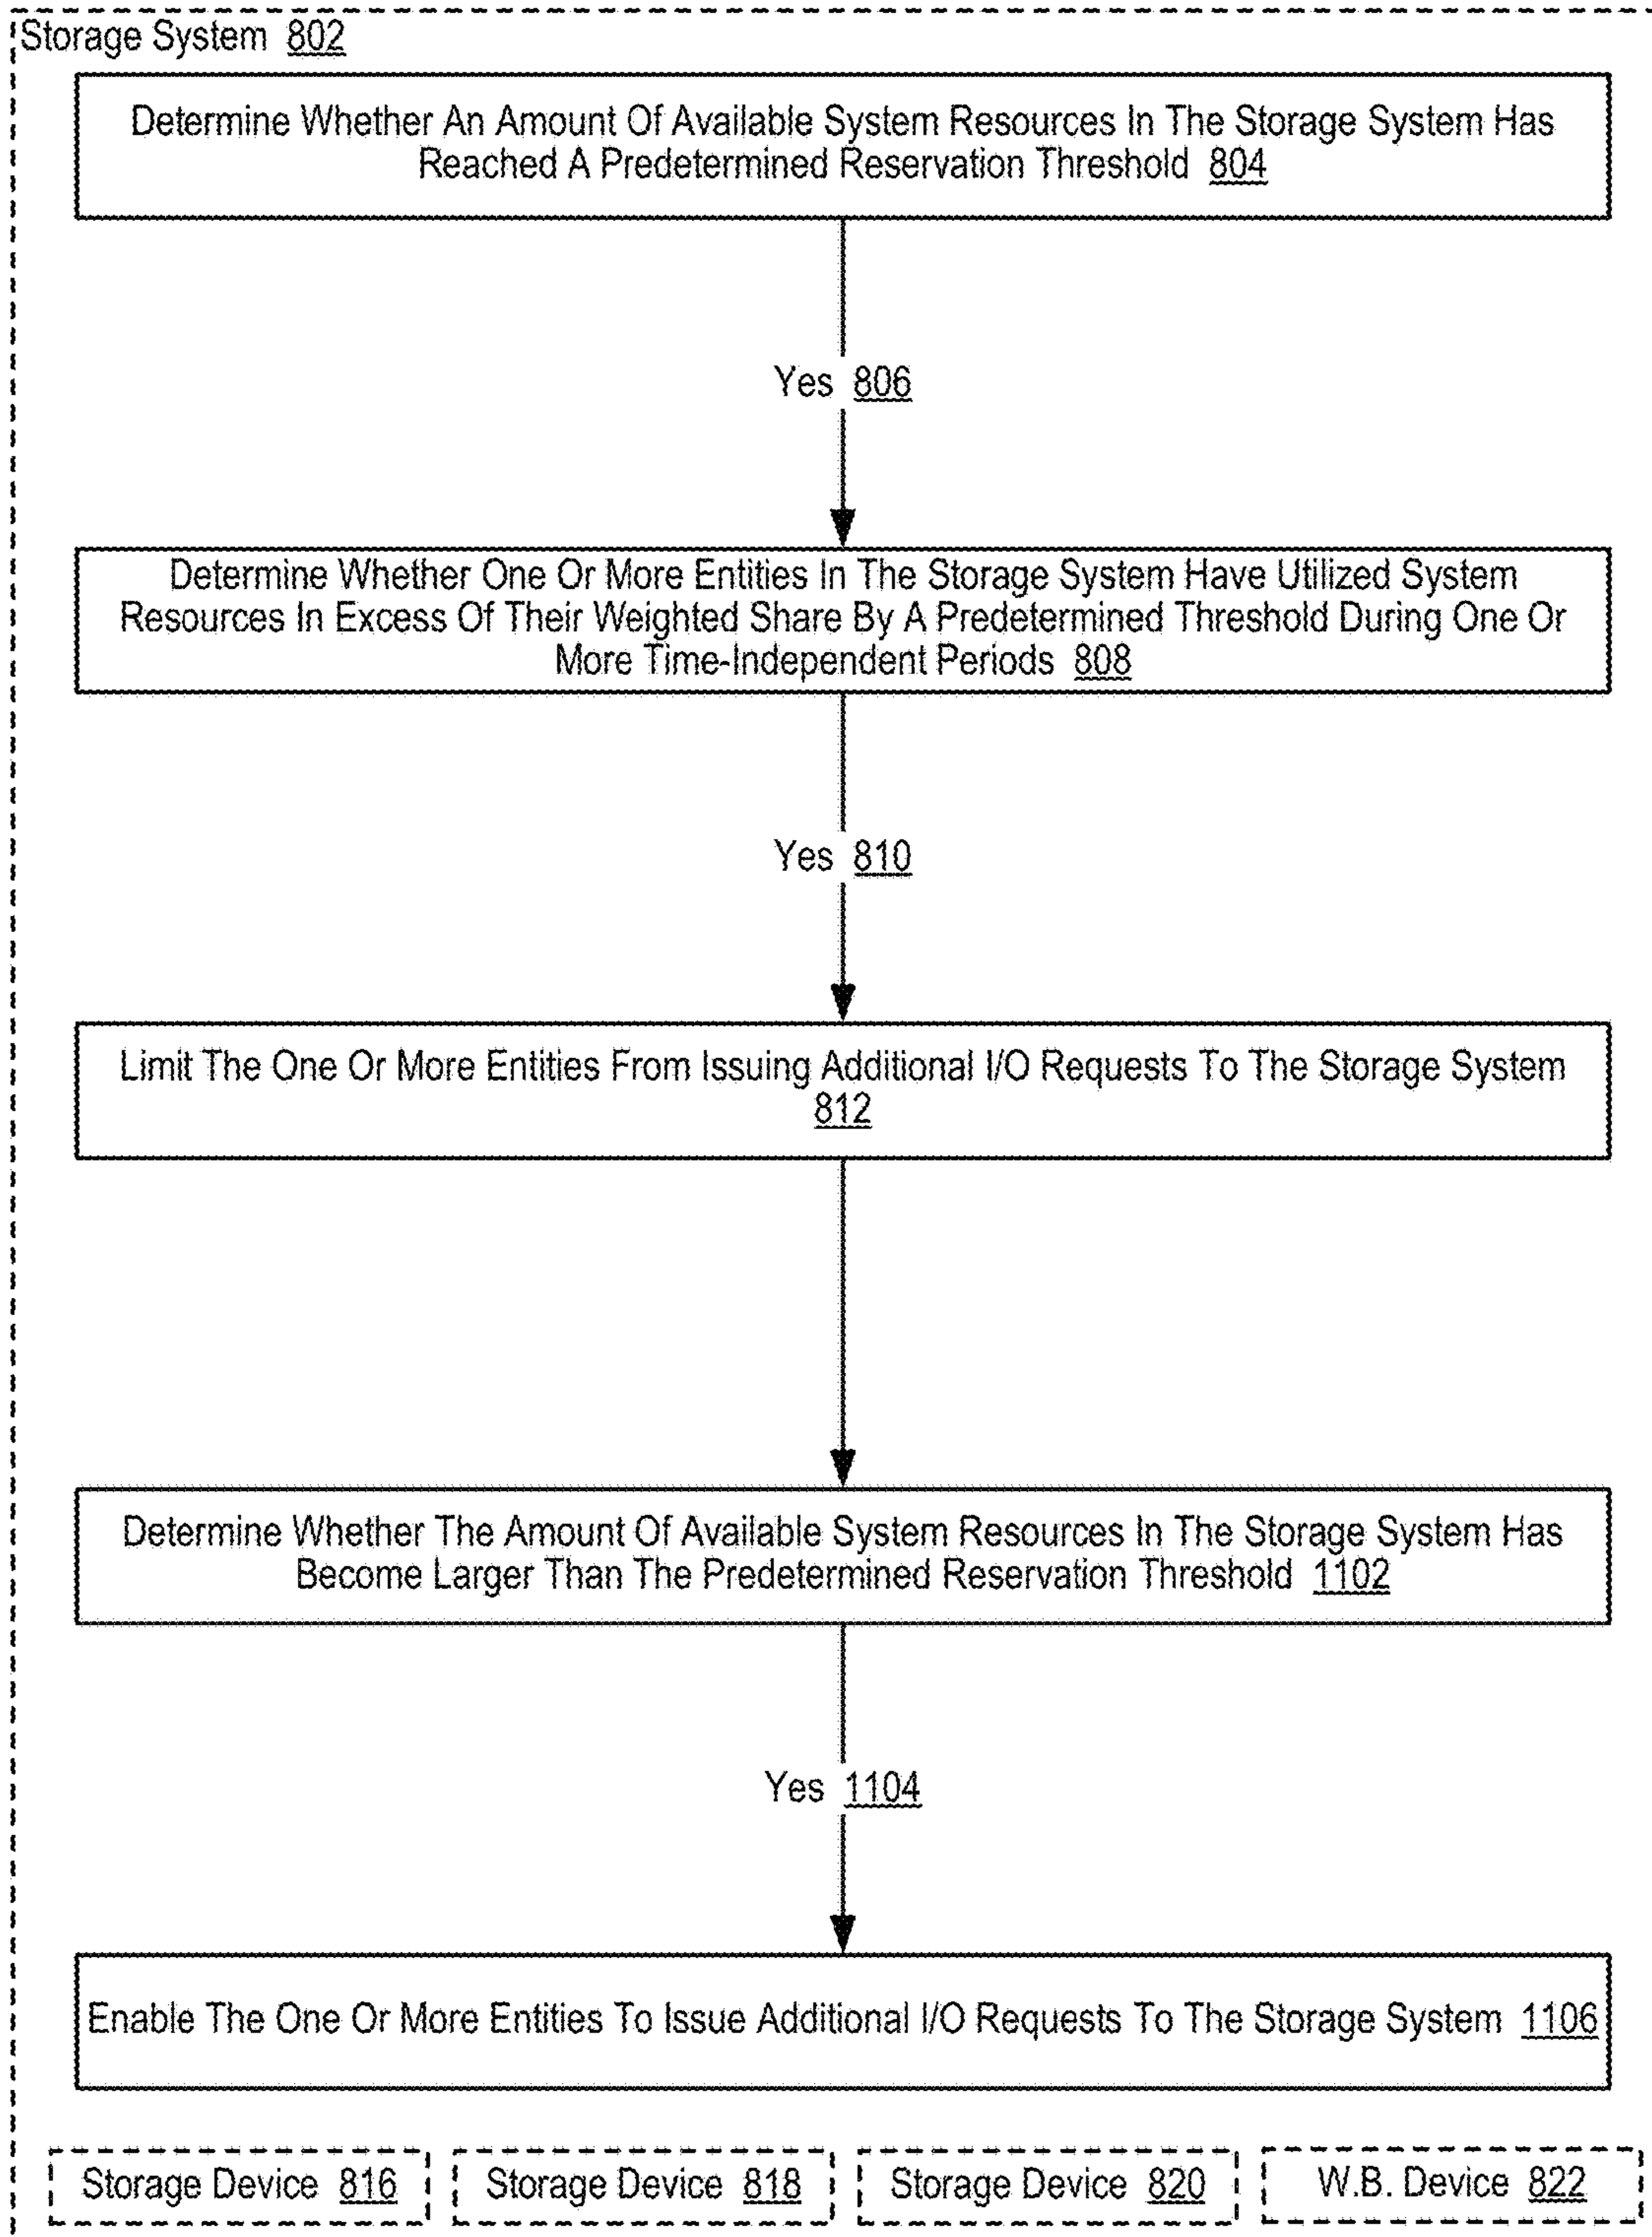 Storage System 802
Determine Whether An Amount Of Available System Resources In The Storage System Has
Reached A Predetermined Reservation Threshold 804
Yes 806
Determine Whether One Or More Entities In The Storage System Have Utilized System
Resources In Excess Of Their Weighted Share By A Predetermined Threshold During One Or
More Time-Independent Periods 808
Yes 810
Limit The One Or More Entities From Issuing Additional I/O Requests To The Storage System
812
Determine Whether The Amount Of Available System Resources In The Storage System Has
Become Larger Than The Predetermined Reservation Threshold 1102
Yes 1104
Enable The One Or More Entities To Issue Additional I/O Requests To The Storage System 1106
Storage Device 816
Storage Device 818
Storage Device 820
W.B. Device 822